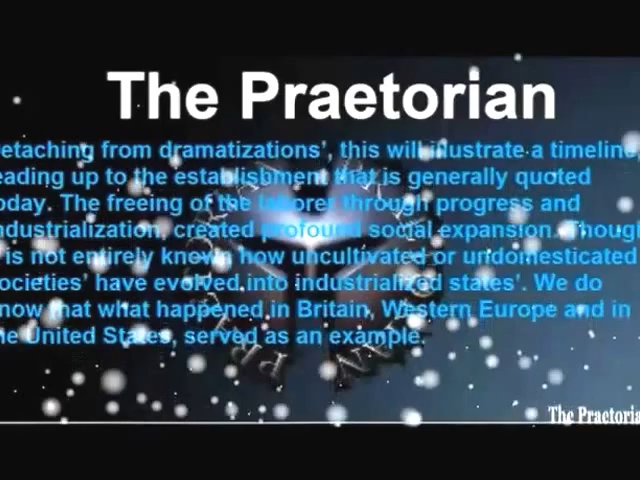 The Praetorian
etaching from dramatizations', this will illustrate a timeline
eading up to the establishment that is generally quoted
oday. The freeing of the laborer through progress and
ndustrialization, created profound social expansion. Though
is not entirely known how uncultivated or undomesticated
ocieties' have evolved into industrialized states'. We do
now that what happened in Britain, Western Europe and in
he United States, served as an example.
The Praetoria